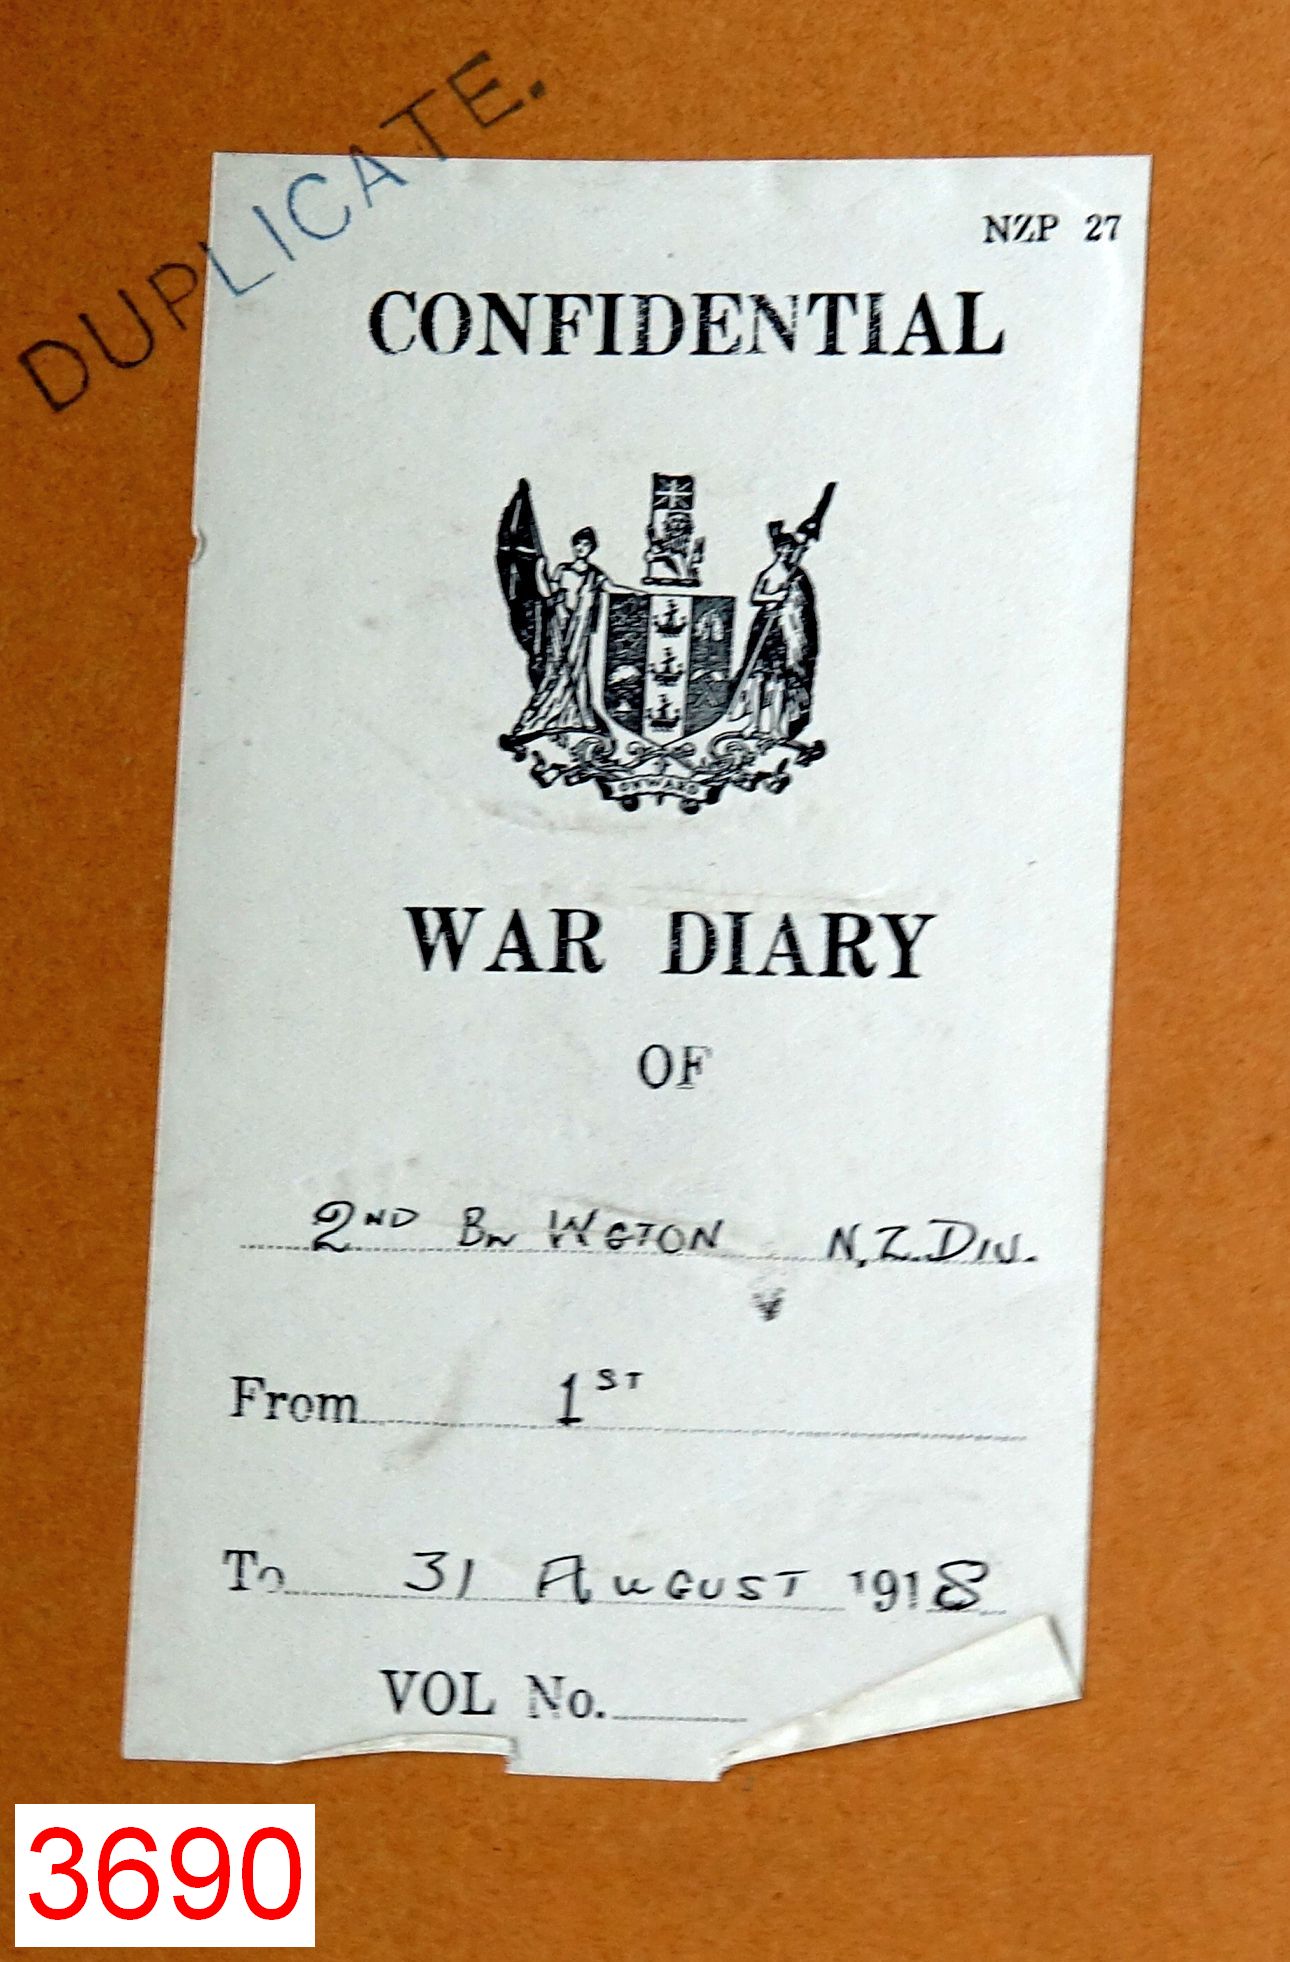 DUPLICATE.
NZP 27
CONFIDENTIAL
ONWARD
WAR DIARY
OF
2ND Bn WGTON N.Z. DIV.
From 1ST
To 31 AUGUST 1918
VOL No.
3690